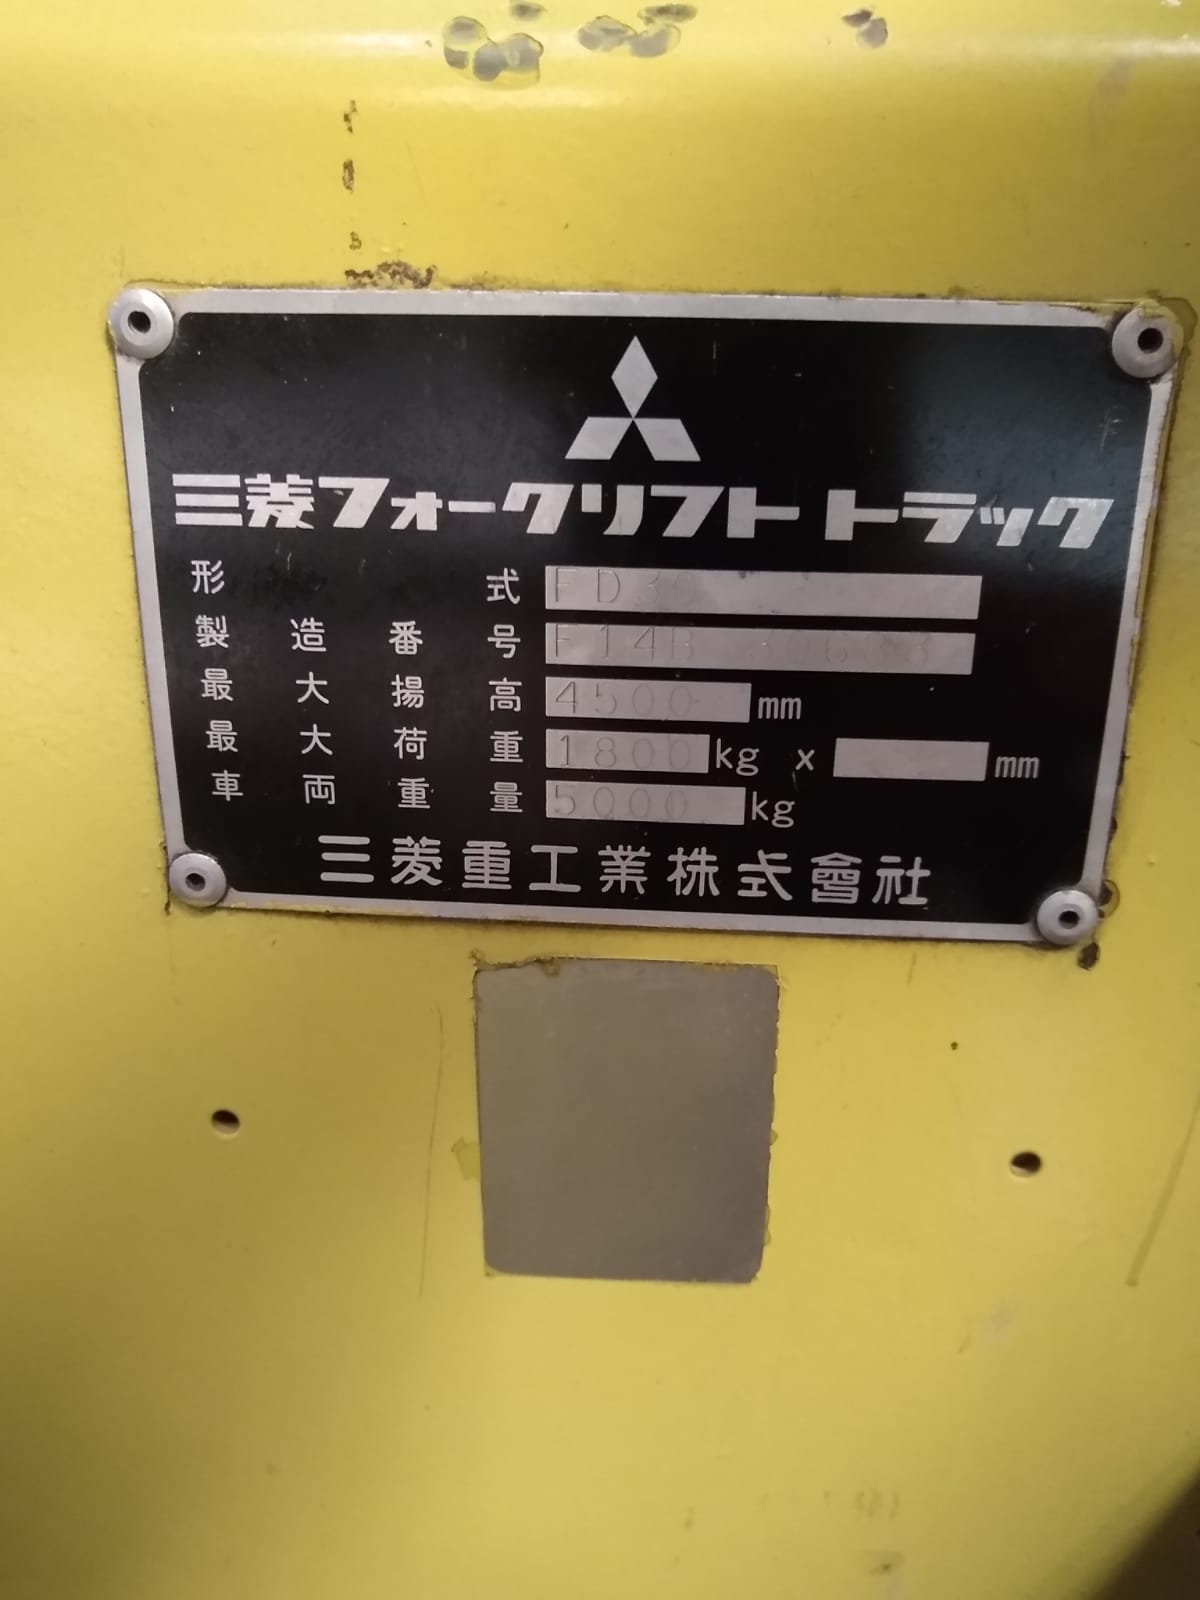 三菱フォークリフト トラック
形式 FD30
製造番号 F14B
最大揚高 4500 mm
最大荷重 1800 kg x mm
車両重量 5000 kg
三菱重工業株式會社